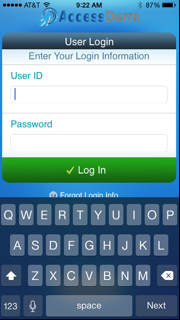 AT&T 9:22 AM 87%
AccessDerm
User Login
Enter Your Login Information
User ID
Password
Log In
Forgot Login Info
Q W E R T Y U I O P
A S D F G H J K L
Z X C V B N M
123 space Next